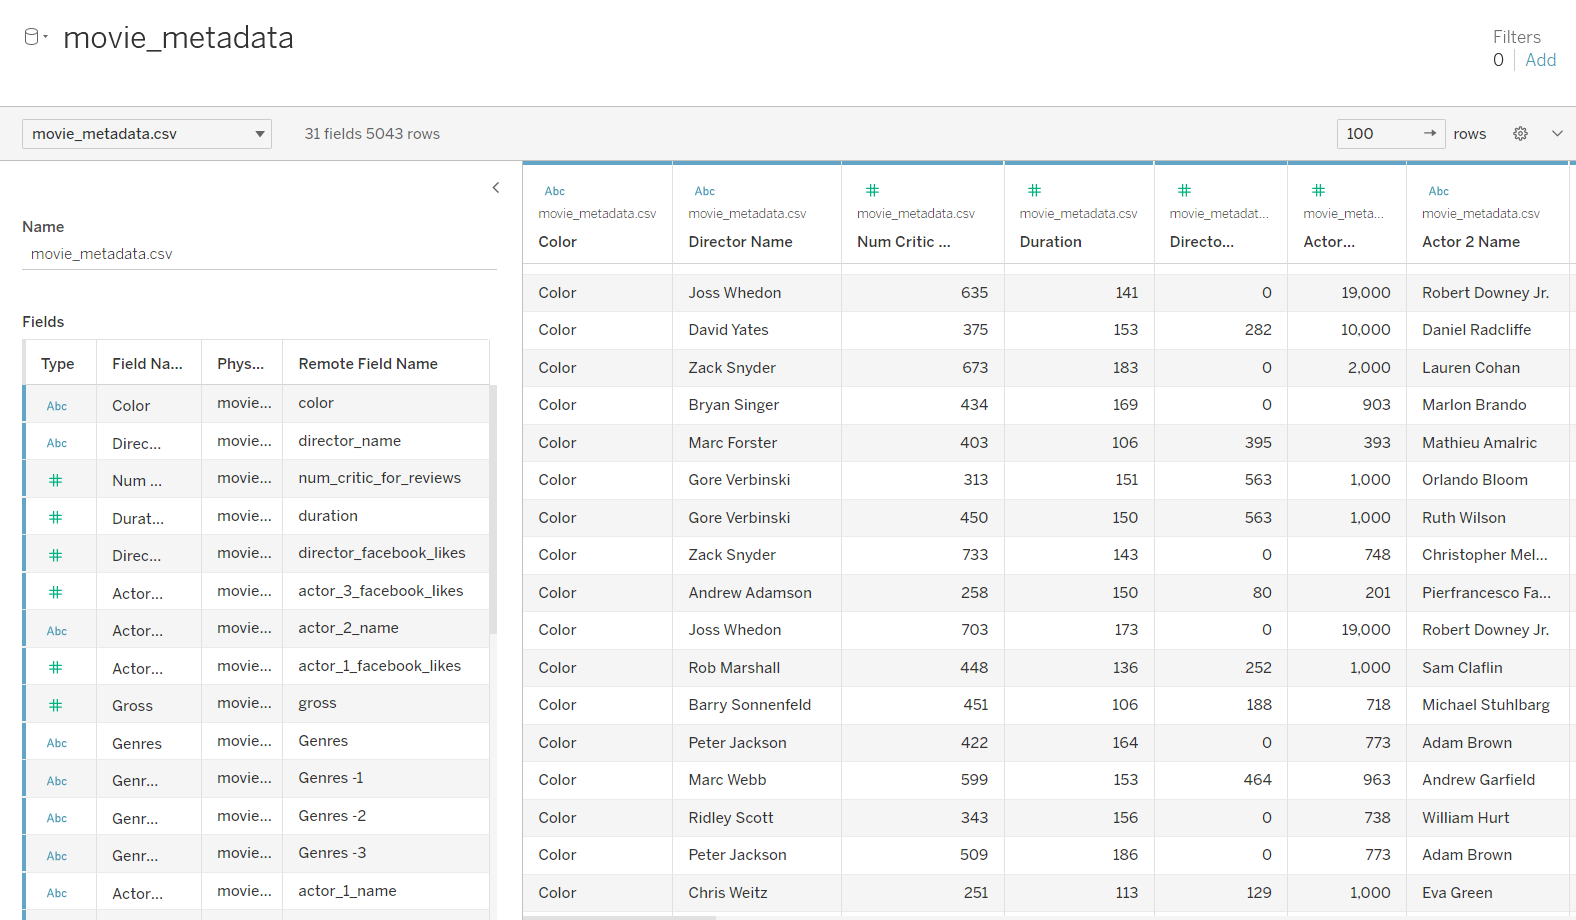 movie_metadata
Filters
0 Add
movie_metadata.csv 31 fields 5043 rows 100 → rows
Name
movie_metadata.csv
Fields
Type Field Na... Phys... Remote Field Name
Abc Color movie... color
Abc Direc... movie... director_name
# Num ... movie... num_critic_for_reviews
# Durat... movie... duration
# Direc... movie... director_facebook_likes
# Actor... movie... actor_3_facebook_likes
Abc Actor... movie... actor_2_name
# Actor... movie... actor_1_facebook_likes
# Gross movie... gross
Abc Genres movie... Genres
Abc Genr... movie... Genres -1
Abc Genr... movie... Genres -2
Abc Genr... movie... Genres -3
Abc Actor... movie... actor_1_name
Abc Abc # # # # Abc
movie_metadata.csv movie_metadata.csv movie_metadata.csv movie_metadata.csv movie_metadat... movie_meta... movie_metadata.csv
Color Director Name Num Critic ... Duration Directo... Actor... Actor 2 Name
Color Joss Whedon 635 141 0 19,000 Robert Downey Jr.
Color David Yates 375 153 282 10,000 Daniel Radcliffe
Color Zack Snyder 673 183 0 2,000 Lauren Cohan
Color Bryan Singer 434 169 0 903 Marlon Brando
Color Marc Forster 403 106 395 393 Mathieu Amalric
Color Gore Verbinski 313 151 563 1,000 Orlando Bloom
Color Gore Verbinski 450 150 563 1,000 Ruth Wilson
Color Zack Snyder 733 143 0 748 Christopher Mel...
Color Andrew Adamson 258 150 80 201 Pierfrancesco Fa...
Color Joss Whedon 703 173 0 19,000 Robert Downey Jr.
Color Rob Marshall 448 136 252 1,000 Sam Claflin
Color Barry Sonnenfeld 451 106 188 718 Michael Stuhlbarg
Color Peter Jackson 422 164 0 773 Adam Brown
Color Marc Webb 599 153 464 963 Andrew Garfield
Color Ridley Scott 343 156 0 738 William Hurt
Color Peter Jackson 509 186 0 773 Adam Brown
Color Chris Weitz 251 113 129 1,000 Eva Green